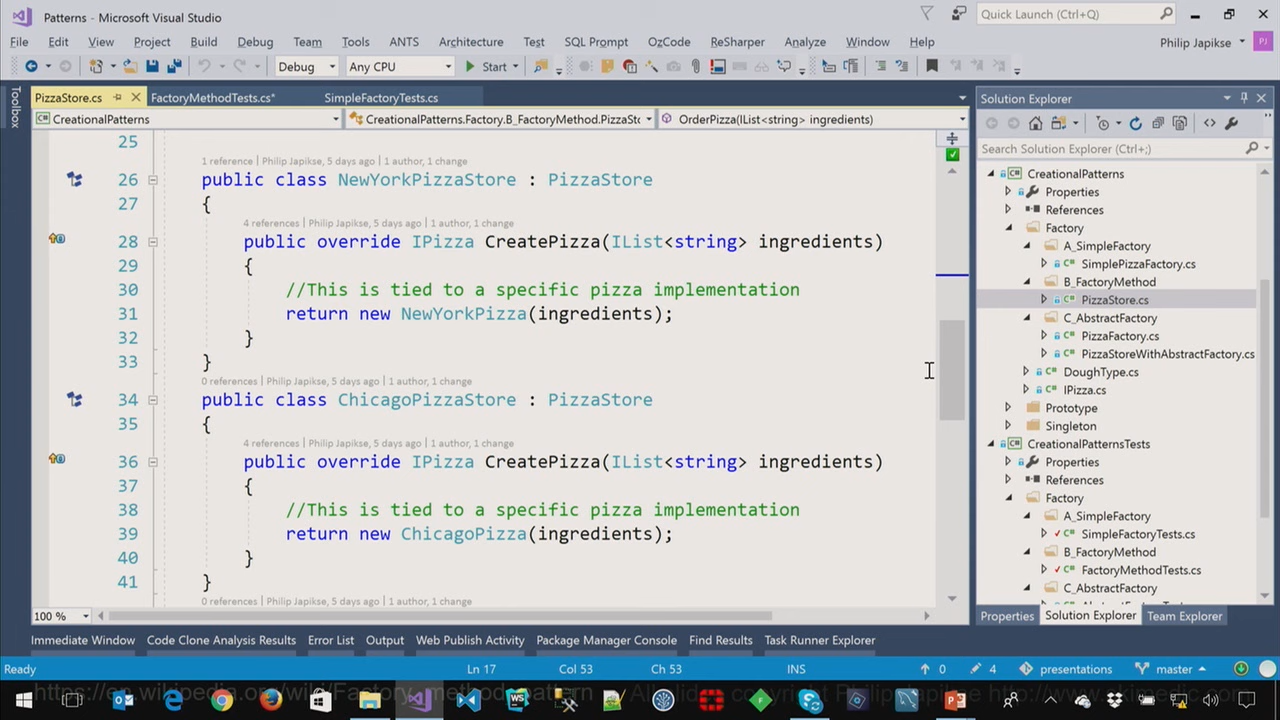 Patterns - Microsoft Visual Studio
Quick Launch (Ctrl+Q)
File Edit View Project Build Debug Team Tools ANTS Architecture Test SQL Prompt OzCode ReSharper Analyze Window Help
Philip Japikse PJ
Debug Any CPU Start
Toolbox
PizzaStore.cs FactoryMethodTests.cs* SimpleFactoryTests.cs
CreationalPatterns CreationalPatterns.Factory.B_FactoryMethod.PizzaSto OrderPizza(IList<string> ingredients)
25
1 reference | Philip Japikse, 5 days ago | 1 author, 1 change
26 public class NewYorkPizzaStore : PizzaStore
27 {
4 references | Philip Japikse, 5 days ago | 1 author, 1 change
28 public override IPizza CreatePizza(IList<string> ingredients)
29 {
30 //This is tied to a specific pizza implementation
31 return new NewYorkPizza(ingredients);
32 }
33 }
0 references | Philip Japikse, 5 days ago | 1 author, 1 change
34 public class ChicagoPizzaStore : PizzaStore
35 {
4 references | Philip Japikse, 5 days ago | 1 author, 1 change
36 public override IPizza CreatePizza(IList<string> ingredients)
37 {
38 //This is tied to a specific pizza implementation
39 return new ChicagoPizza(ingredients);
40 }
41 }
0 references | Philip Japikse, 5 days ago | 1 author, 1 change
100 %
Solution Explorer
Search Solution Explorer (Ctrl+;)
CreationalPatterns
Properties
References
Factory
A_SimpleFactory
SimplePizzaFactory.cs
B_FactoryMethod
PizzaStore.cs
C_AbstractFactory
PizzaFactory.cs
PizzaStoreWithAbstractFactory.cs
DoughType.cs
IPizza.cs
Prototype
Singleton
CreationalPatternsTests
Properties
References
Factory
A_SimpleFactory
SimpleFactoryTests.cs
B_FactoryMethod
FactoryMethodTests.cs
C_AbstractFactory
Properties Solution Explorer Team Explorer
Immediate Window Code Clone Analysis Results Error List Output Web Publish Activity Package Manager Console Find Results Task Runner Explorer
Ready Ln 17 Col 53 Ch 53 INS 0 4 presentations master
https://en.wikipedia.org/wiki/Factory_method_pattern